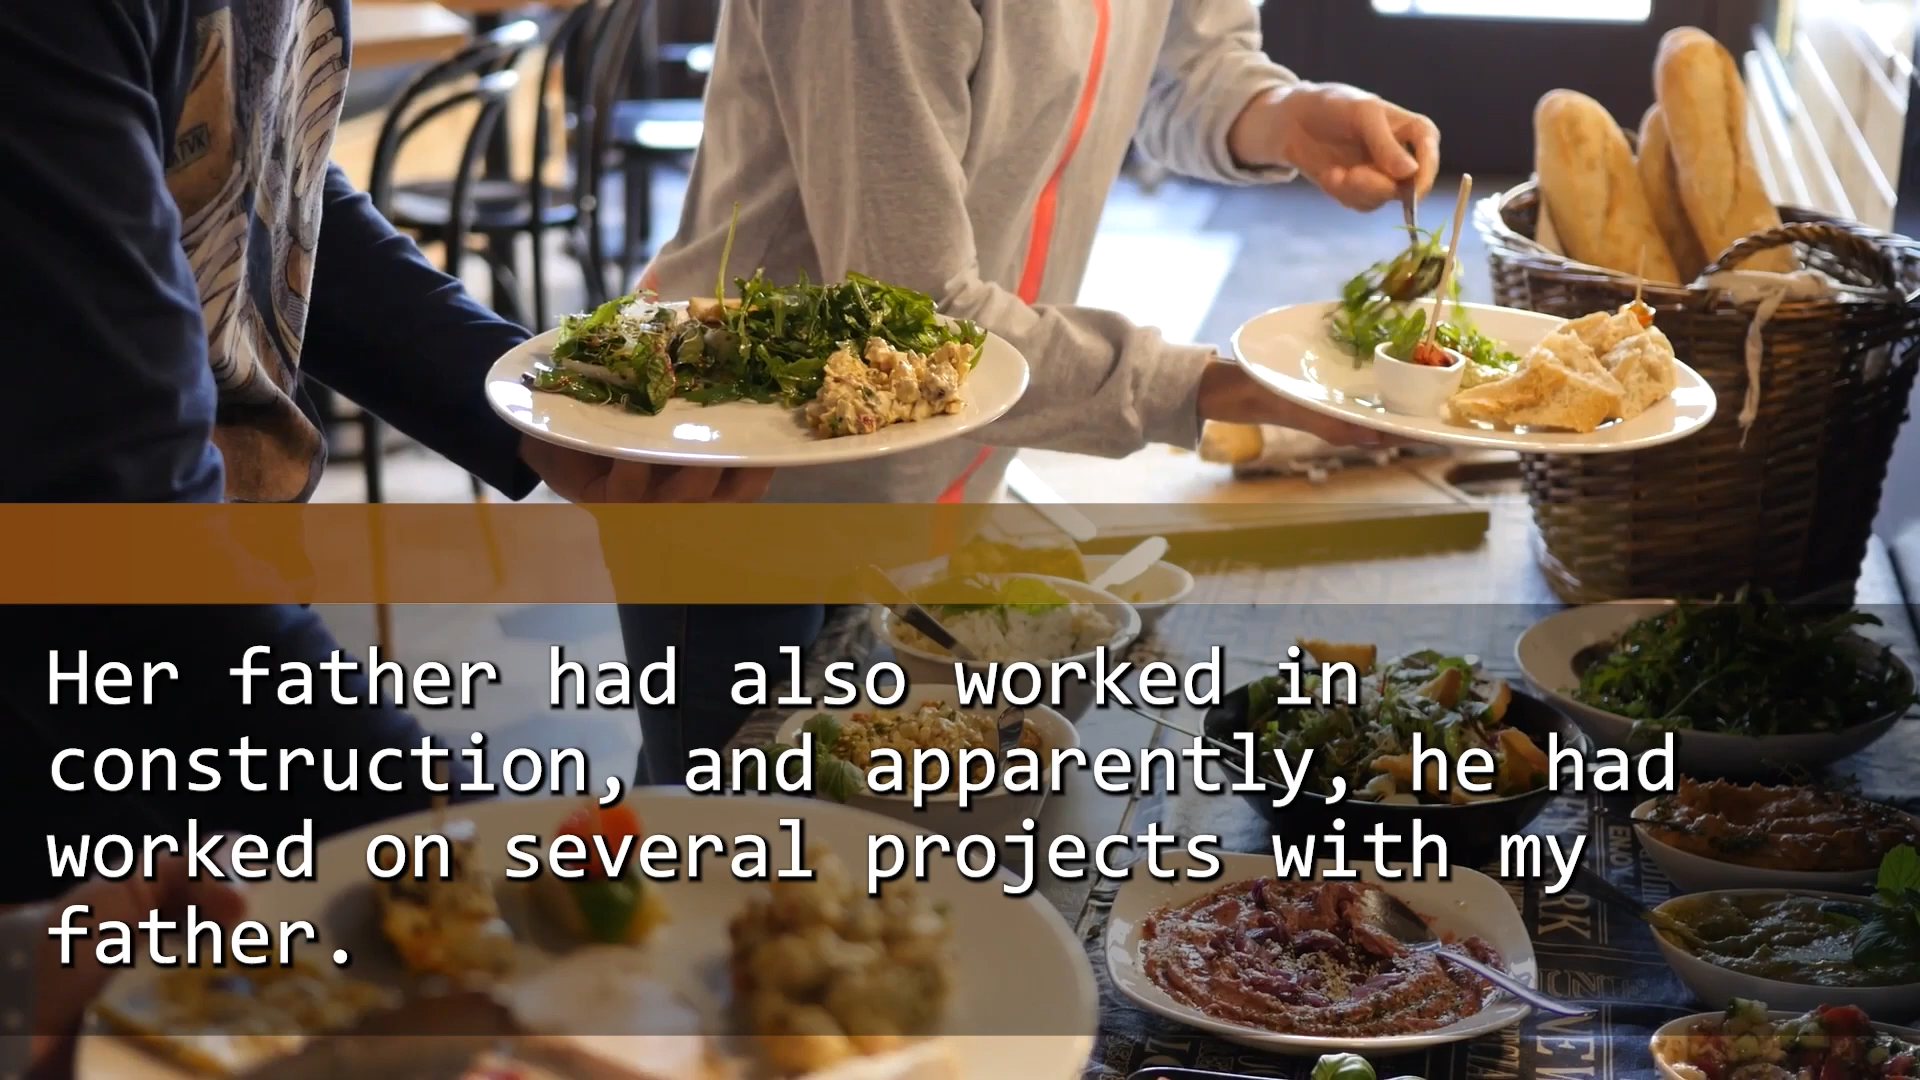 Her father had also worked in
construction, and apparently, he had
worked on several projects with my
father.